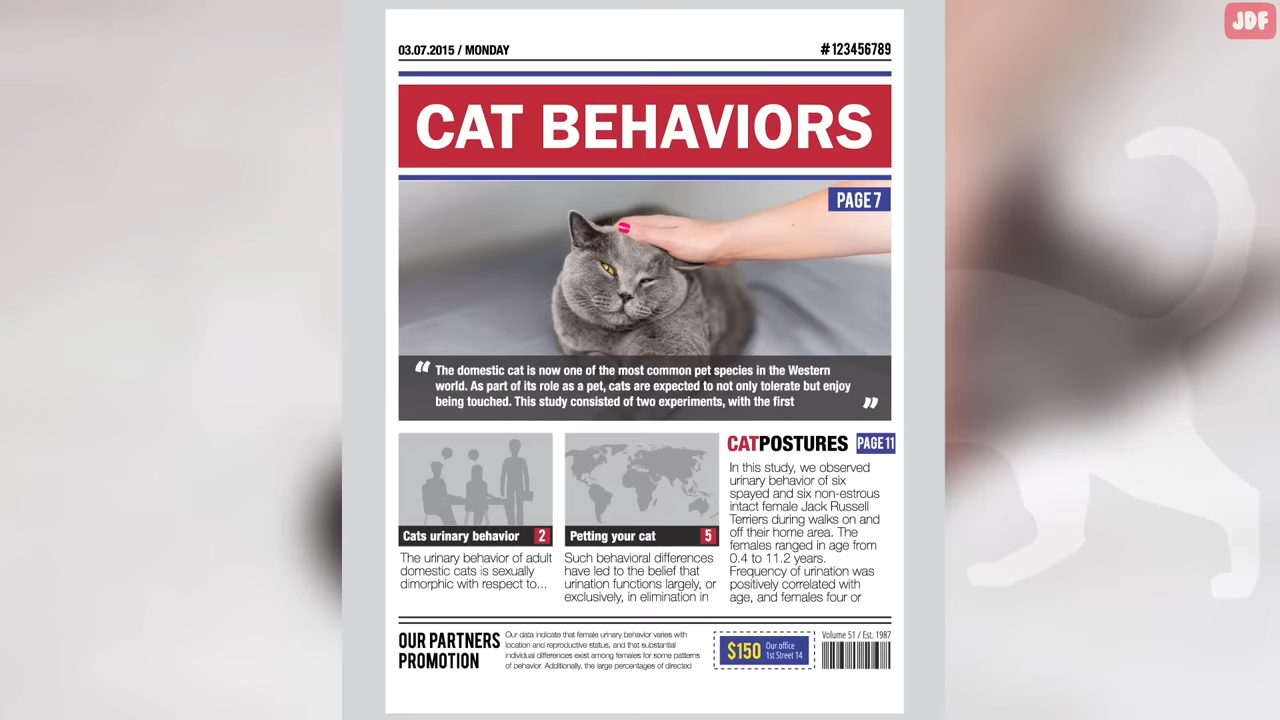 JDF
03.07.2015 / MONDAY
#123456789
CAT BEHAVIORS
PAGE 7
“ The domestic cat is now one of the most common pet species in the Western
world. As part of its role as a pet, cats are expected to not only tolerate but enjoy
being touched. This study consisted of two experiments, with the first ”
Cats urinary behavior 2
The urinary behavior of adult
domestic cats is sexually
dimorphic with respect to...
Petting your cat 5
Such behavioral differences
have led to the belief that
urination functions largely, or
exclusively, in elimination in
CATPOSTURES PAGE 11
In this study, we observed
urinary behavior of six
spayed and six non-estrous
intact female Jack Russell
Terriers during walks on and
off their home area. The
females ranged in age from
0.4 to 11.2 years.
Frequency of urination was
positively correlated with
age, and females four or
OUR PARTNERS
PROMOTION
Our data indicate that female urinary behavior varies with
location and reproductive status, and that substantial
individual differences exist among females for some patterns
of behavior. Additionally, the large percentages of directed
$150
Our office
1st Street 14
Volume 51 / Est. 1987